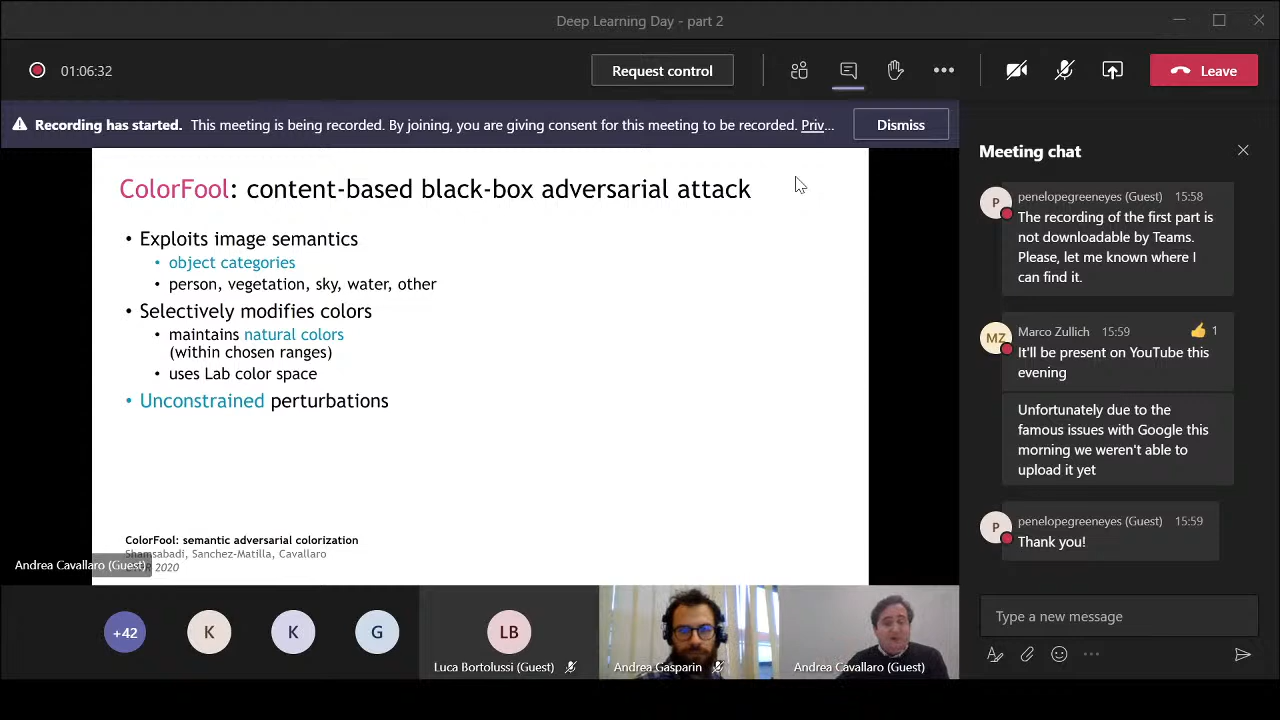 Deep Learning Day - part 2
01:06:32
Request control
Leave
Recording has started. This meeting is being recorded. By joining, you are giving consent for this meeting to be recorded. Priv...
Dismiss
ColorFool: content-based black-box adversarial attack
• Exploits image semantics
• object categories
• person, vegetation, sky, water, other
• Selectively modifies colors
• maintains natural colors
(within chosen ranges)
• uses Lab color space
• Unconstrained perturbations
ColorFool: semantic adversarial colorization
Shamsabadi, Sanchez-Matilla, Cavallaro
2020
Andrea Cavallaro (Guest)
+42
K
K
G
LB
Luca Bortolussi (Guest)
Andrea Gasparin
Andrea Cavallaro (Guest)
Meeting chat
P
penelopegreeneyes (Guest) 15:58
The recording of the first part is
not downloadable by Teams.
Please, let me known where I
can find it.
MZ
Marco Zullich 15:59
👍 1
It'll be present on YouTube this
evening
Unfortunately due to the
famous issues with Google this
morning we weren't able to
upload it yet
P
penelopegreeneyes (Guest) 15:59
Thank you!
Type a new message